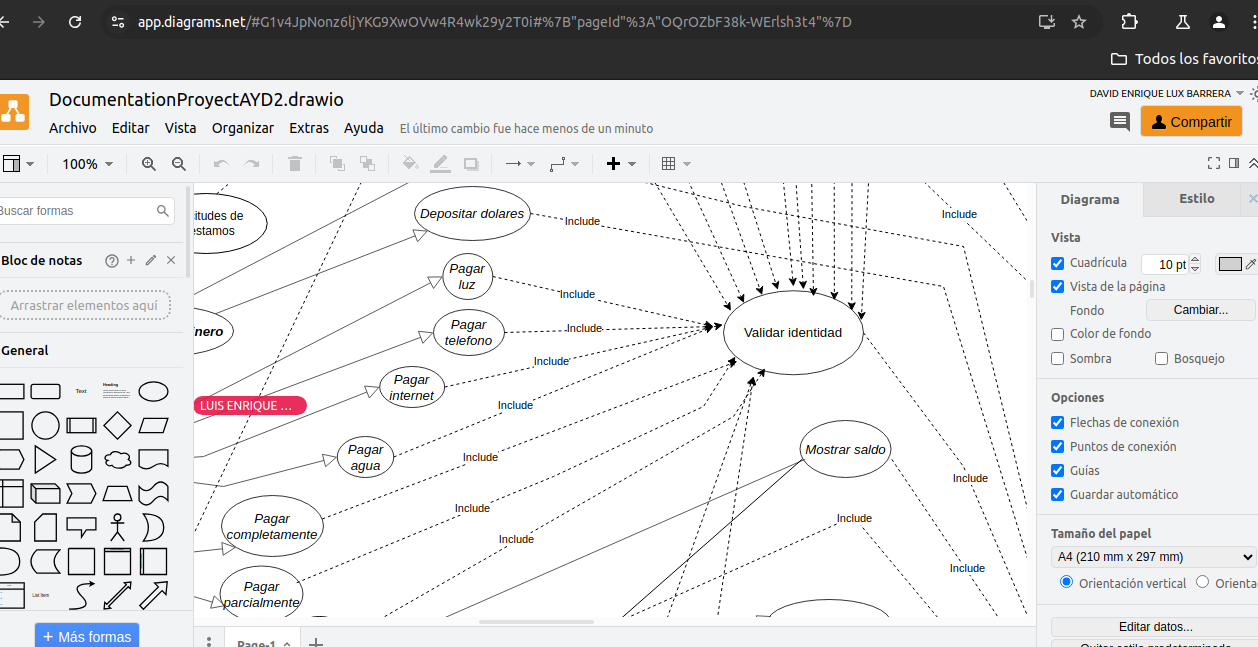 app.diagrams.net/#G1v4JpNonz6ljYKG9XwOVw4R4wk29y2T0i#%7B"pageId"%3A"OQrOZbF38k-WErlsh3t4"%7D
Todos los favoritos
DocumentationProyectAYD2.drawio
DAVID ENRIQUE LUX BARRERA
Archivo Editar Vista Organizar Extras Ayuda El último cambio fue hace menos de un minuto
Compartir
100%
Buscar formas
Bloc de notas
Arrastrar elementos aquí
General
Text
Heading
List Item
+ Más formas
itudes de
estamos
nero
LUIS ENRIQUE ...
Depositar dolares
Include
Include
Pagar
luz
Include
Pagar
telefono
Include
Validar identidad
Include
Pagar
internet
Include
Pagar
agua
Include
Mostrar saldo
Include
Pagar
completamente
Include
Include
Include
Pagar
parcialmente
Include
Page-1
Diagrama Estilo
Vista
Cuadrícula 10 pt
Vista de la página
Fondo Cambiar...
Color de fondo
Sombra Bosquejo
Opciones
Flechas de conexión
Puntos de conexión
Guías
Guardar automático
Tamaño del papel
A4 (210 mm x 297 mm)
Orientación vertical Orienta
Editar datos...
Quitar estilo predeterminado